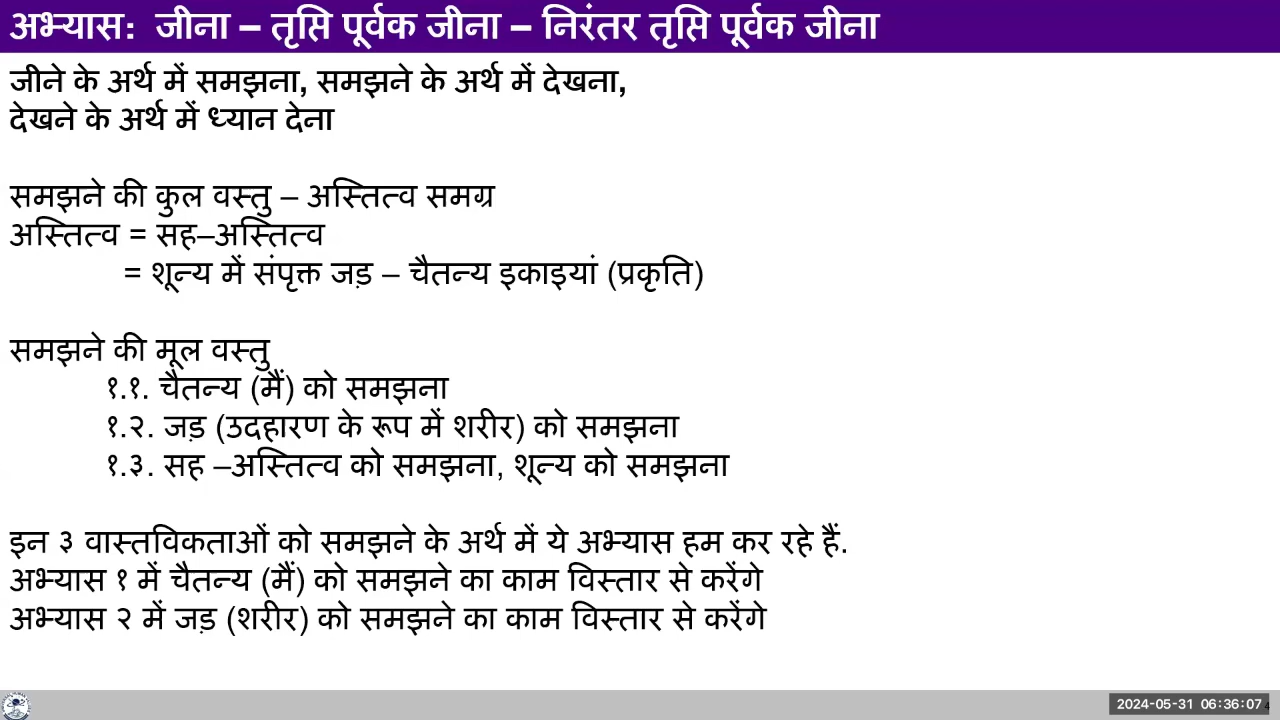 अभ्यास:  जीना – तृप्ति पूर्वक जीना – निरंतर तृप्ति पूर्वक जीना
जीने के अर्थ में समझना, समझने के अर्थ में देखना,
देखने के अर्थ में ध्यान देना
समझने की कुल वस्तु – अस्तित्व समग्र
अस्तित्व = सह–अस्तित्व
= शून्य में संपृक्त जड़ – चैतन्य इकाइयां (प्रकृति)
समझने की मूल वस्तु
१.१. चैतन्य (मैं) को समझना
१.२. जड़ (उदहारण के रूप में शरीर) को समझना
१.३. सह –अस्तित्व को समझना, शून्य को समझना
इन ३ वास्तविकताओं को समझने के अर्थ में ये अभ्यास हम कर रहे हैं.
अभ्यास १ में चैतन्य (मैं) को समझने का काम विस्तार से करेंगे
अभ्यास २ में जड़ (शरीर) को समझने का काम विस्तार से करेंगे
2024-05-31 06:36:07